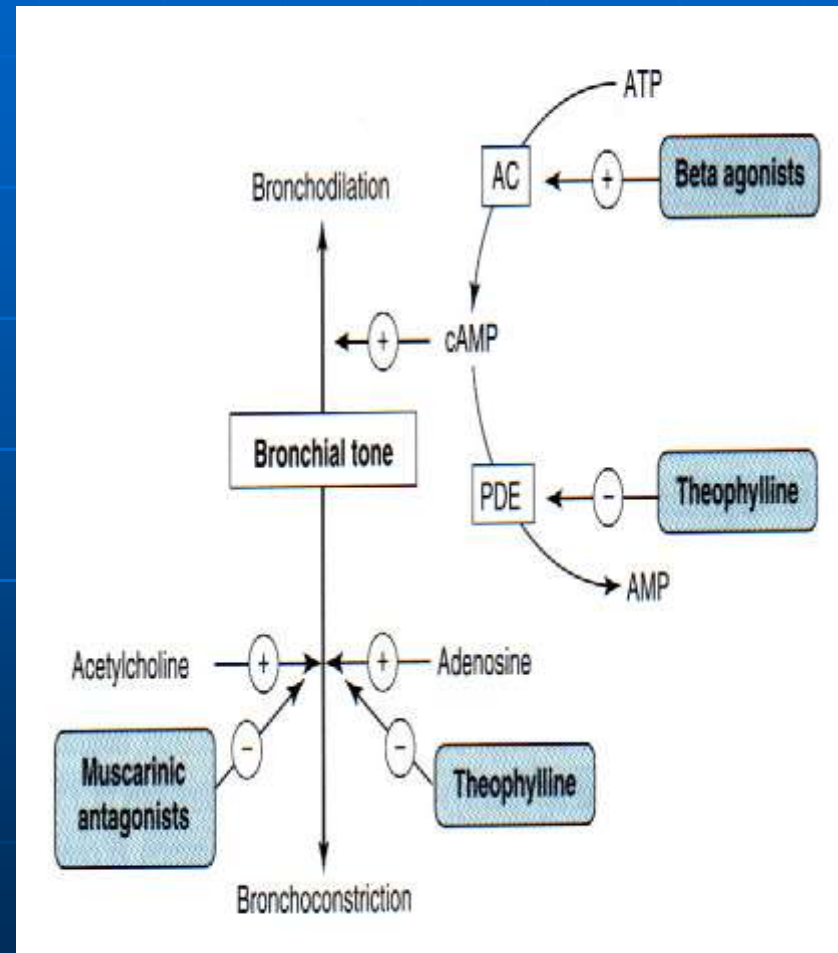 ATP
Bronchodilation
AC
+
Beta agonists
+
cAMP
Bronchial tone
PDE
−
Theophylline
AMP
Acetylcholine
+
+
Adenosine
−
−
Muscarinic
antagonists
Theophylline
Bronchoconstriction